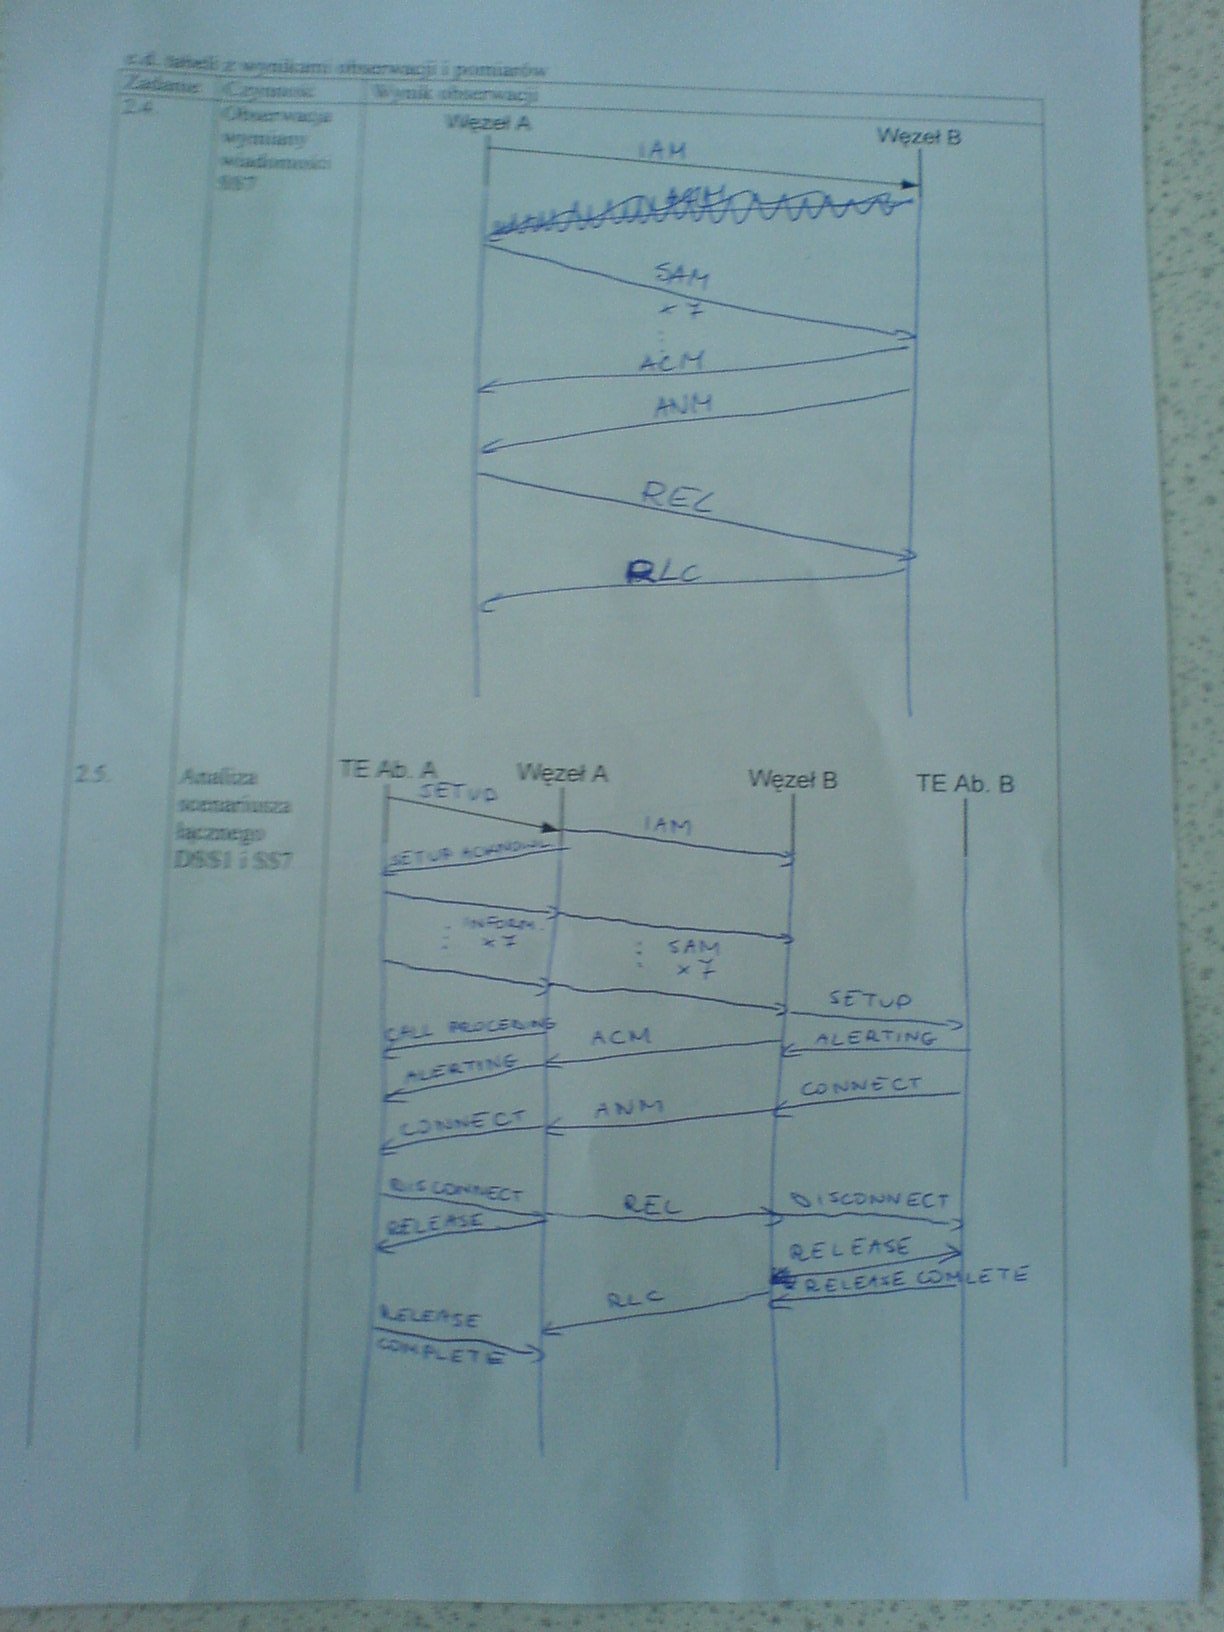 c.d. tabeli z wynikami obserwacji i pomiarów
Zadanie Czynność Wynik obserwacji
2.4. Obserwacja
wymiany
wiadomości
SS7
Węzeł A Węzeł B
IAM
SAM
x 7
ACM
ANM
REL
RLC
2.5. Analiza
scenariusza
łącznego
DSS1 i SS7
TE Ab. A Węzeł A Węzeł B TE Ab. B
SETUP
IAM
SETUP ACKNOWL
INFORM.
x 7
SAM
x 7
SETUP
CALL PROCEDING
ACM
ALERTING
ALERTING
CONNECT
ANM
CONNECT
DISCONNECT
REL
DISCONNECT
RELEASE
RELEASE
RELEASE COMLETE
RLC
RELEASE
COMPLETE